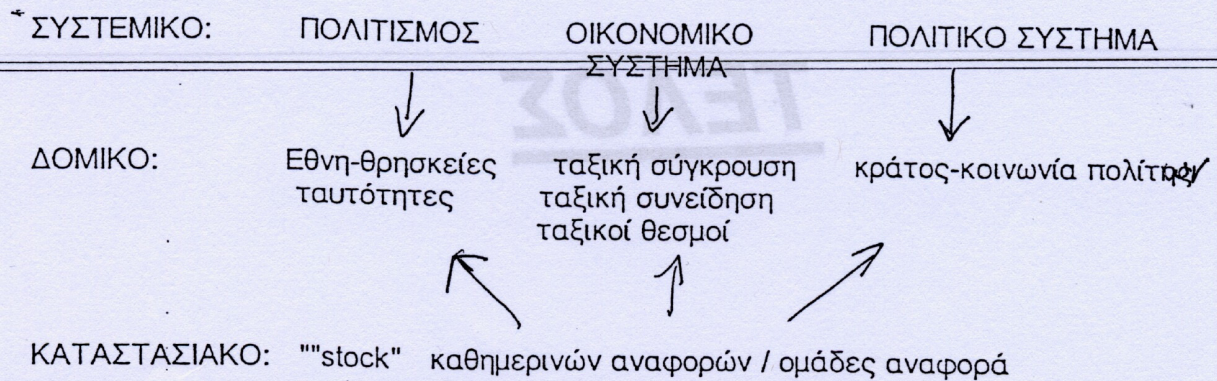 ΣΥΣΤΕΜΙΚΟ: ΠΟΛΙΤΙΣΜΟΣ ΟΙΚΟΝΟΜΙΚΟ ΠΟΛΙΤΙΚΟ ΣΥΣΤΗΜΑ
ΣΥΣΤΗΜΑ
ΤΕΛΟΣ
ΔΟΜΙΚΟ: Εθνη-θρησκείες ταξική σύγκρουση κράτος-κοινωνία
ταυτότητες ταξική συνείδηση
ταξικοί θεσμοί
ΚΑΤΑΣΤΑΣΙΑΚΟ: ""stock" καθημερινών αναφορών / ομάδες αναφορά